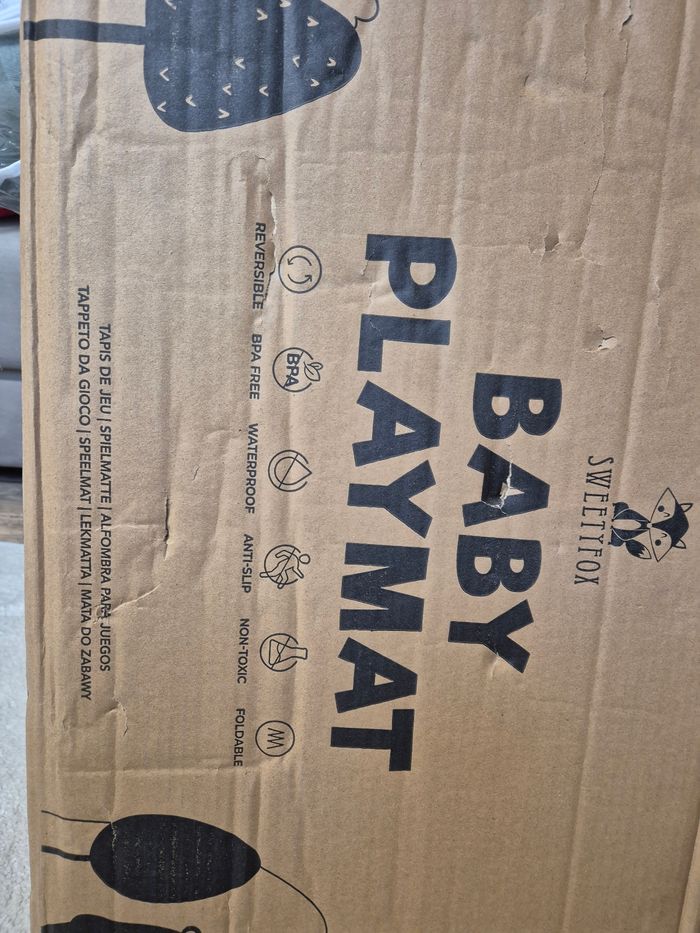 SWEETYFOX
BABY
PLAYMAT
BPA
REVERSIBLE
BPA FREE
WATERPROOF
ANTI-SLIP
NON-TOXIC
FOLDABLE
TAPIS DE JEU | SPIELMATTE | ALFOMBRA PARA JUEGOS
TAPPETO DA GIOCO | SPEELMAT | LEKMATTA | MATA DO ZABAWY